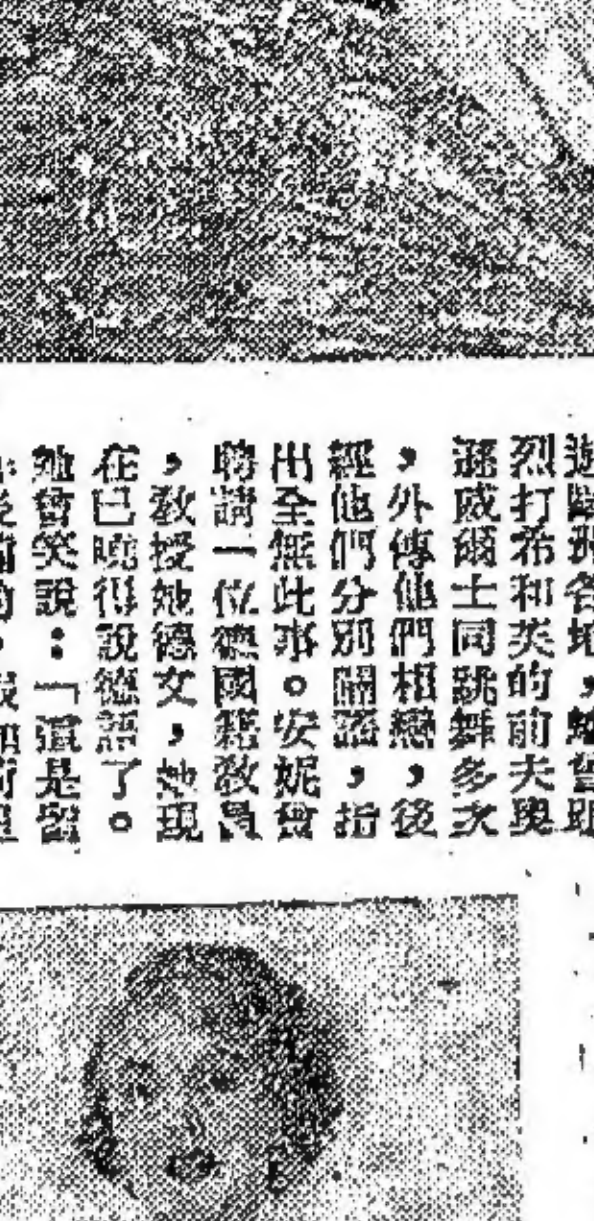 各地，她曾跟
烈打希和芙的前夫奧
遜威爾士同跳舞多次
，外傳他們相戀，後
經他們分別闢謠，指
出全無此事。安妮曾
聘請一位德國籍教員
，教授她德文，她現
在已曉得說德語了。
她曾笑說：「這是留